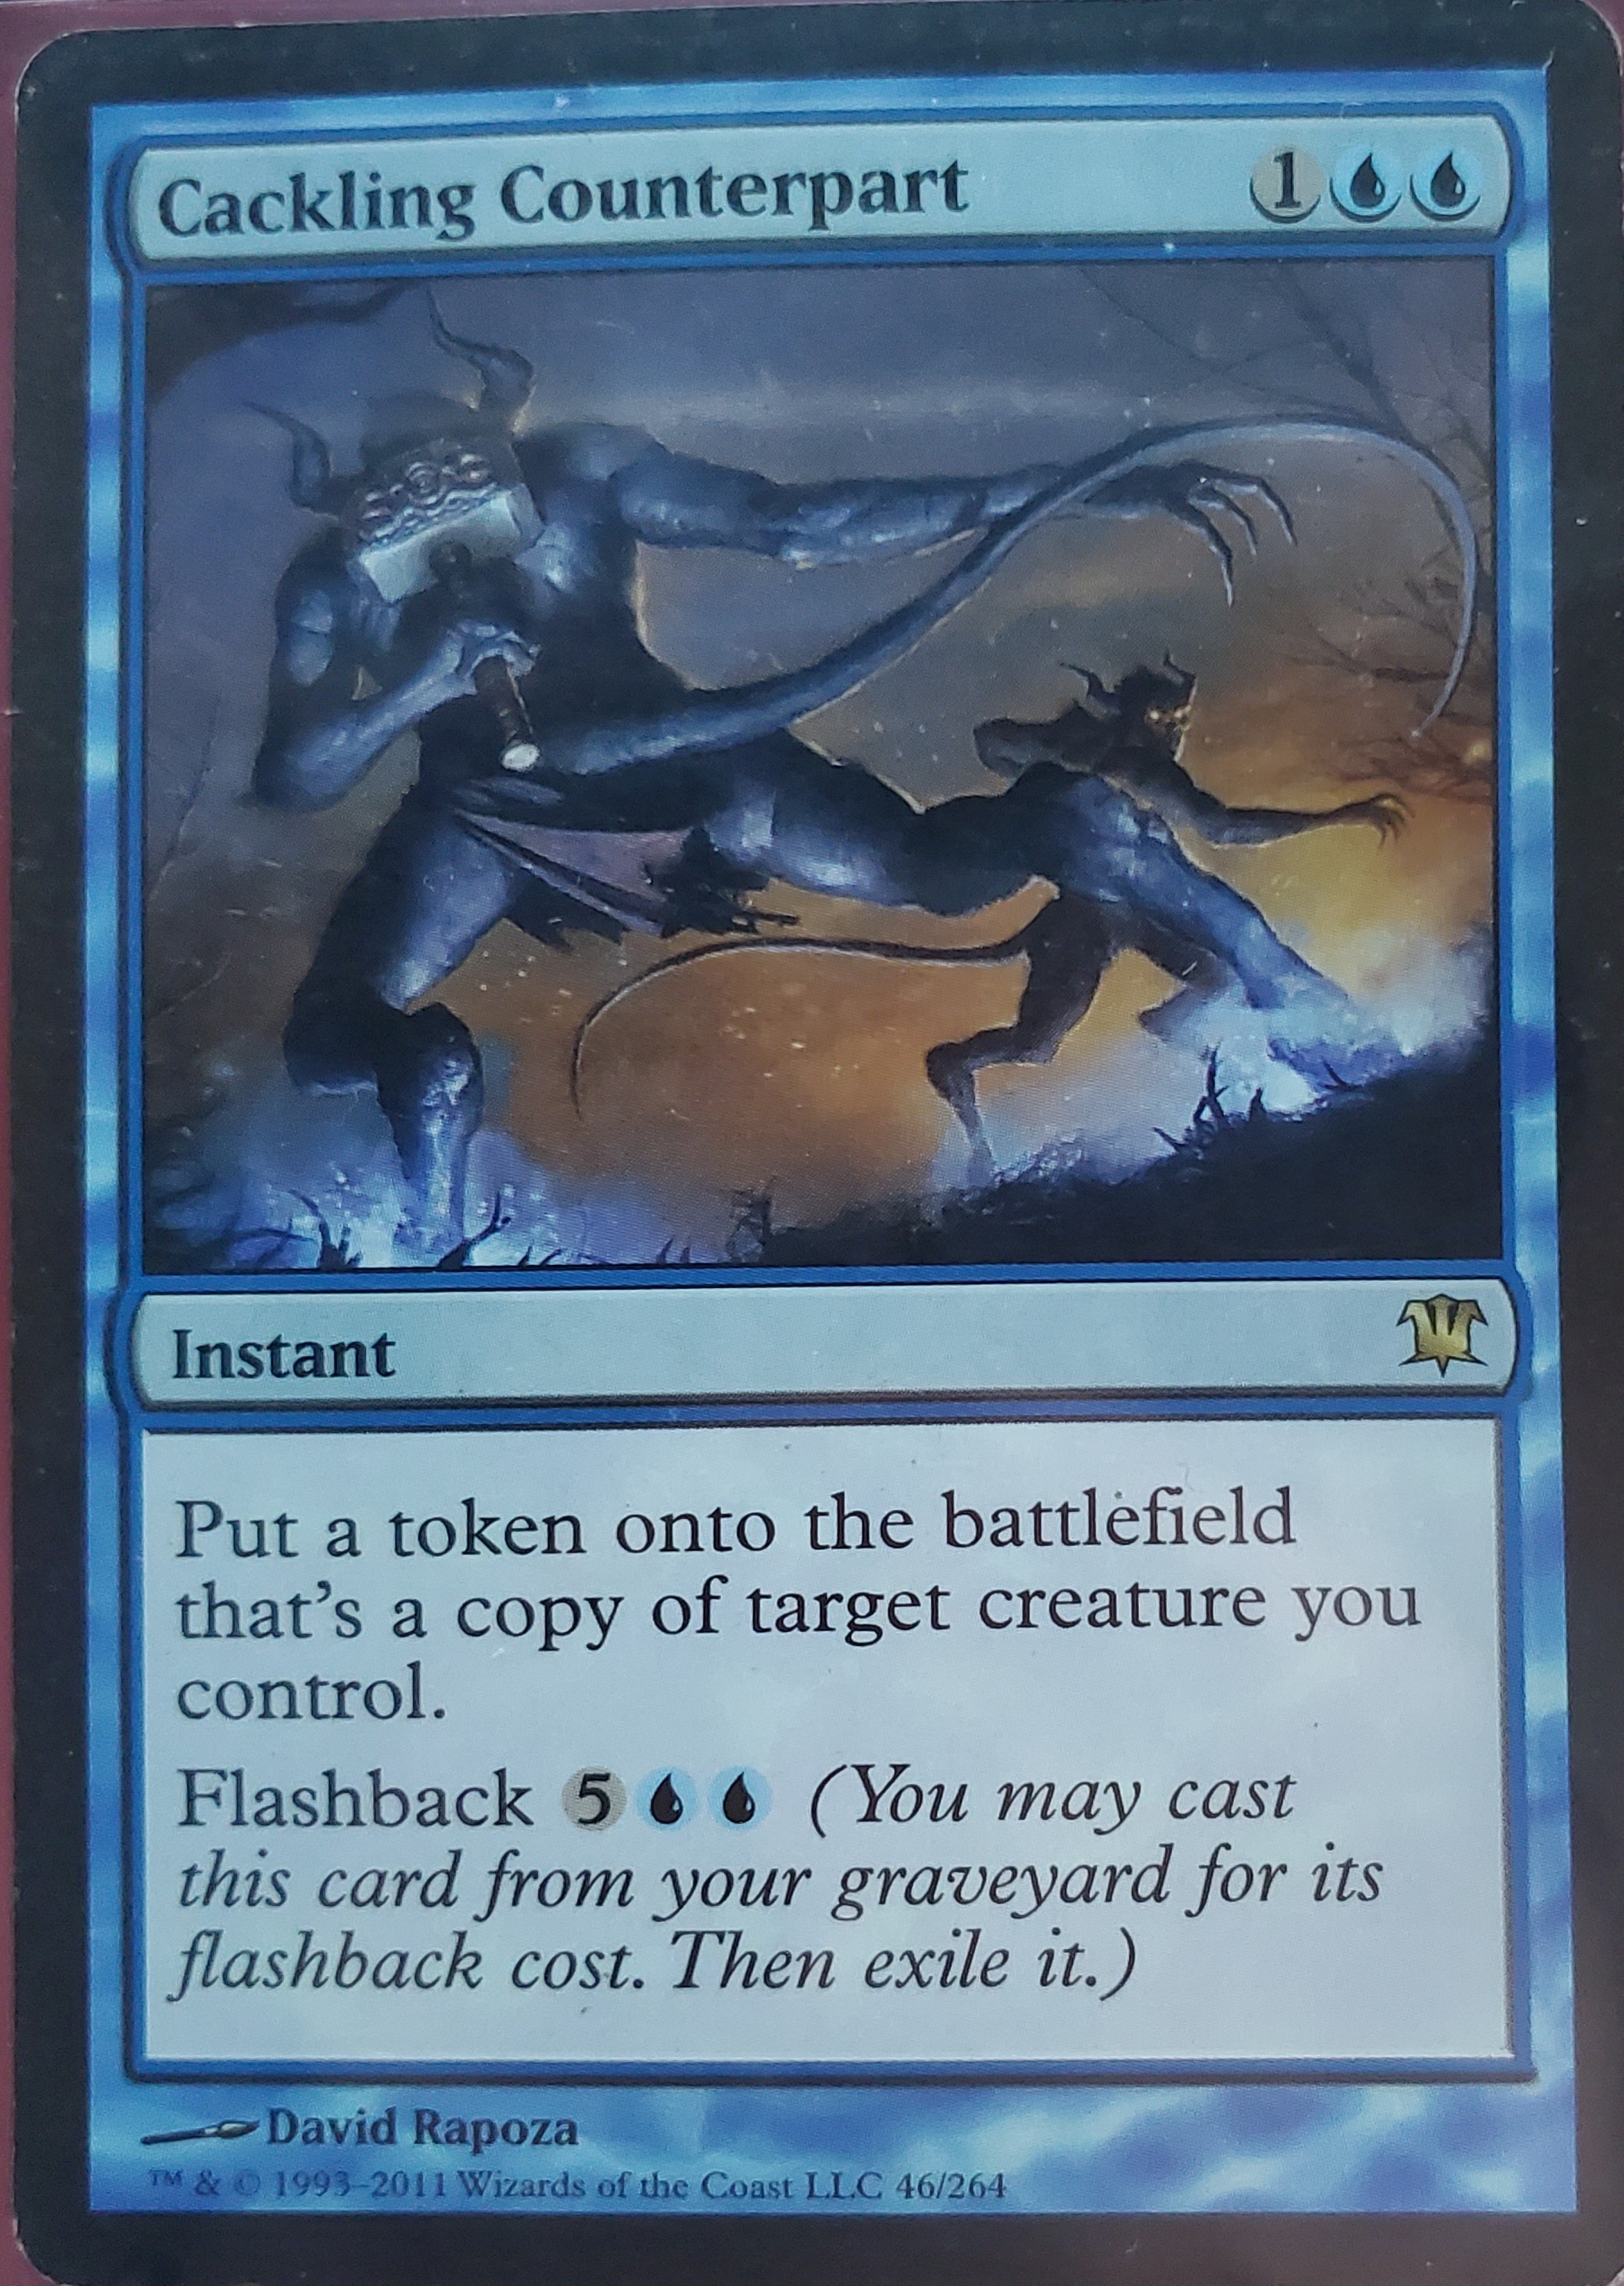 Cackling Counterpart 1
Instant
Put a token onto the battlefield
that's a copy of target creature you
control.
Flashback 5 (You may cast
this card from your graveyard for its
flashback cost. Then exile it.)
David Rapoza
™ & © 1993–2011 Wizards of the Coast LLC 46/264